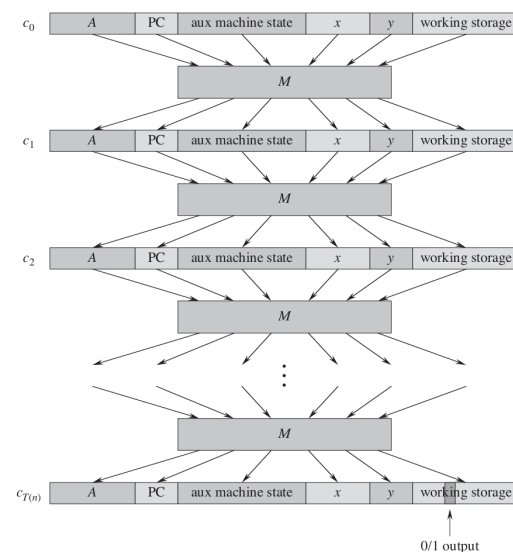 c0 A PC aux machine state x y working storage
M
c1 A PC aux machine state x y working storage
M
c2 A PC aux machine state x y working storage
M
M
cT(n) A PC aux machine state x y working storage
0/1 output